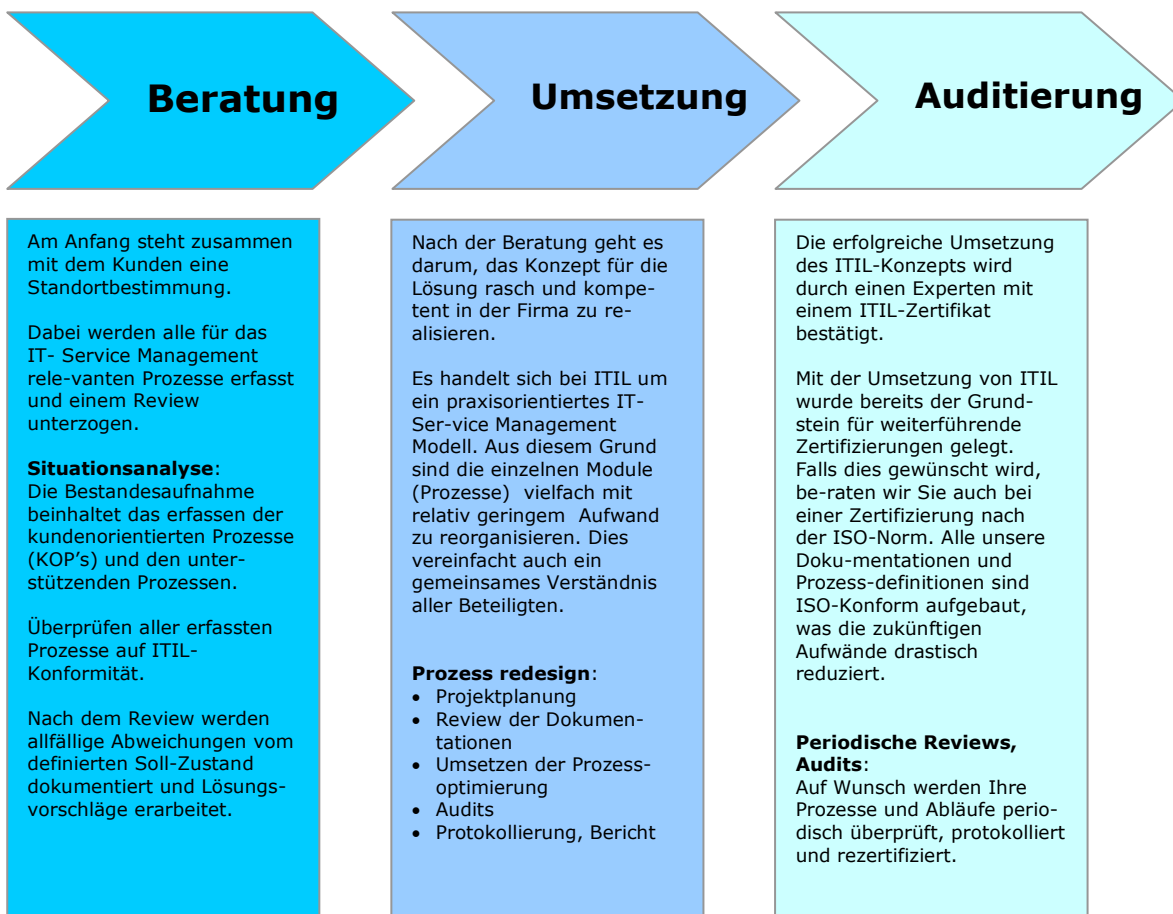 Beratung
Umsetzung
Auditierung
Am Anfang steht zusammen
mit dem Kunden eine
Standortbestimmung.
Dabei werden alle für das
IT- Service Management
rele-vanten Prozesse erfasst
und einem Review
unterzogen.
Situationsanalyse:
Die Bestandesaufnahme
beinhaltet das erfassen der
kundenorientierten Prozesse
(KOP's) und den unter-
stützenden Prozessen.
Überprüfen aller erfassten
Prozesse auf ITIL-
Konformität.
Nach dem Review werden
allfällige Abweichungen vom
definierten Soll-Zustand
dokumentiert und Lösungs-
vorschläge erarbeitet.
Nach der Beratung geht es
darum, das Konzept für die
Lösung rasch und kompe-
tent in der Firma zu re-
alisieren.
Es handelt sich bei ITIL um
ein praxisorientiertes IT-
Ser-vice Management
Modell. Aus diesem Grund
sind die einzelnen Module
(Prozesse)  vielfach mit
relativ geringem  Aufwand
zu reorganisieren. Dies
vereinfacht auch ein
gemeinsames Verständnis
aller Beteiligten.
Prozess redesign:
• Projektplanung
• Review der Dokumen-
tationen
• Umsetzen der Prozess-
optimierung
• Audits
• Protokollierung, Bericht
Die erfolgreiche Umsetzung
des ITIL-Konzepts wird
durch einen Experten mit
einem ITIL-Zertifikat
bestätigt.
Mit der Umsetzung von ITIL
wurde bereits der Grund-
stein für weiterführende
Zertifizierungen gelegt.
Falls dies gewünscht wird,
be-raten wir Sie auch bei
einer Zertifizierung nach
der ISO-Norm. Alle unsere
Doku-mentationen und
Prozess-definitionen sind
ISO-Konform aufgebaut,
was die zukünftigen
Aufwände drastisch
reduziert.
Periodische Reviews,
Audits:
Auf Wunsch werden Ihre
Prozesse und Abläufe perio-
disch überprüft, protokolliert
und rezertifiziert.